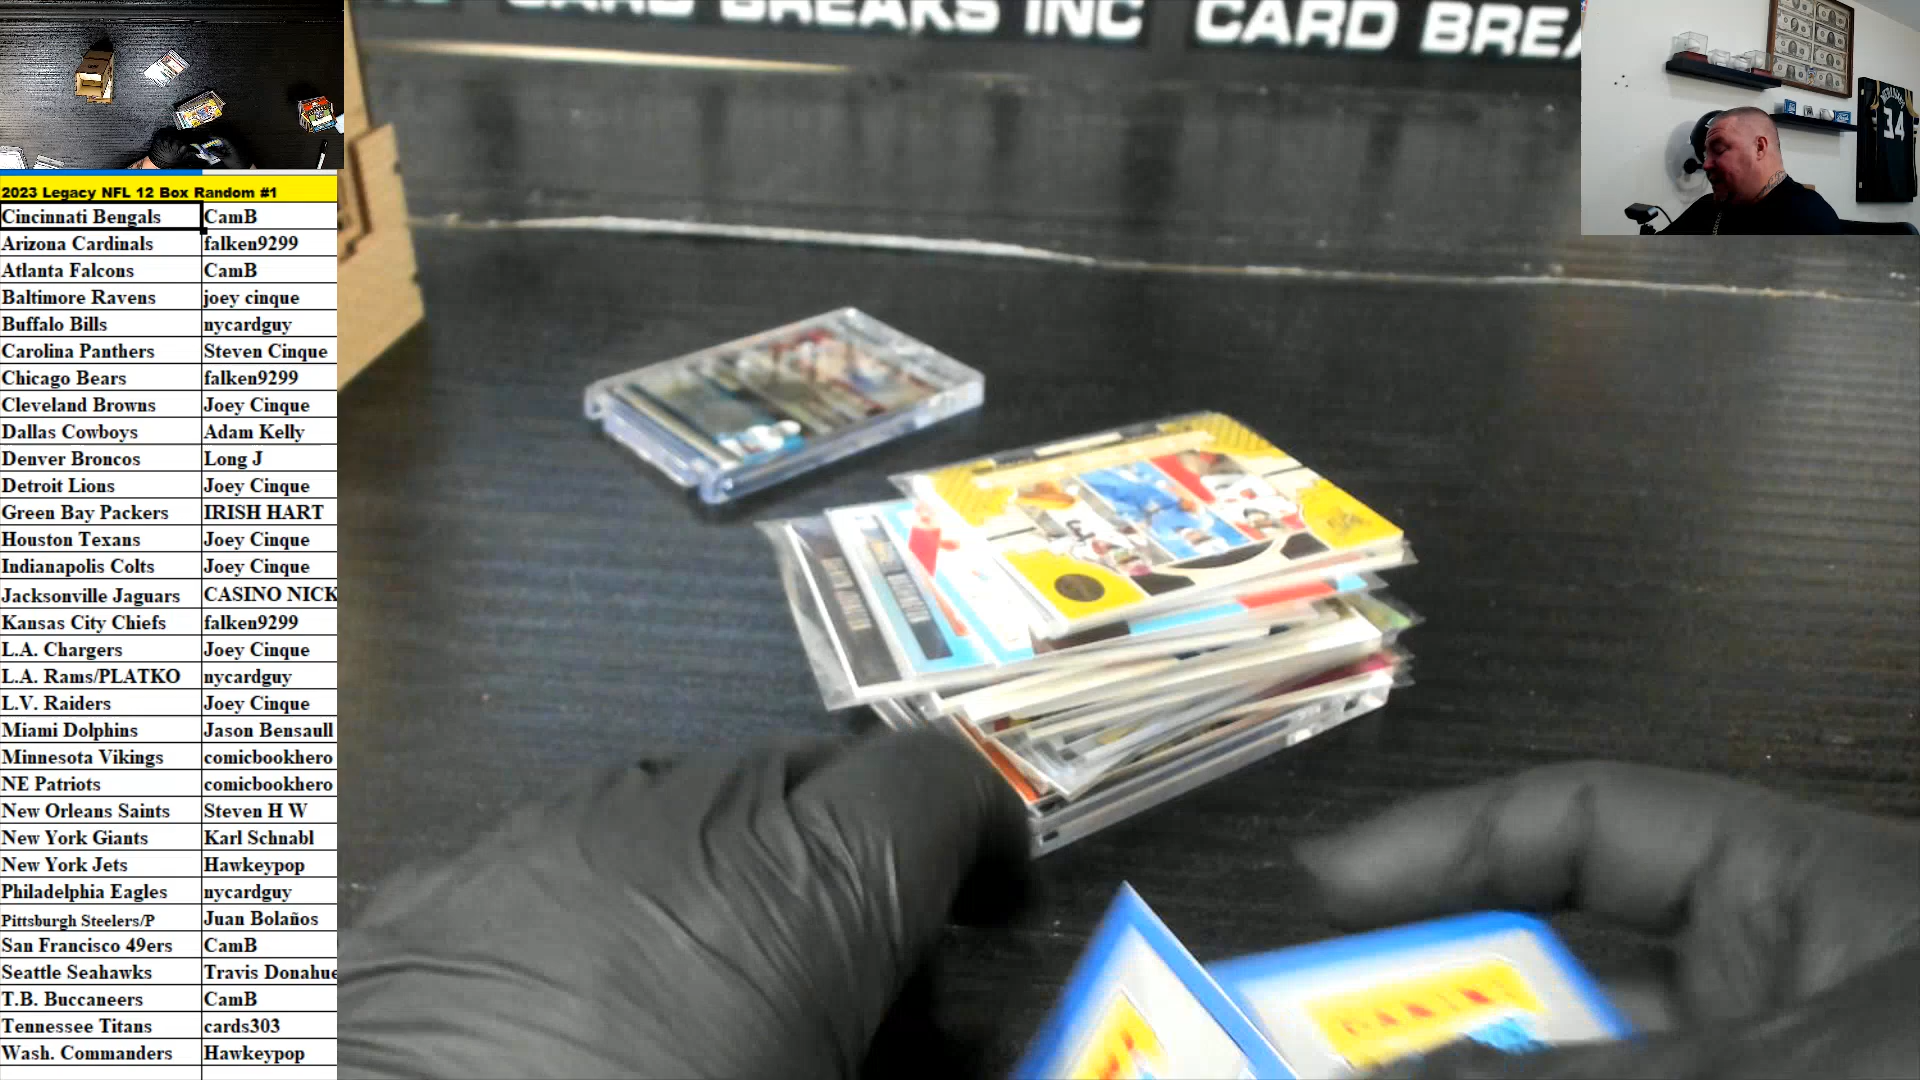 CARD BREAKS INC CARD BREA
34
2023 Legacy NFL 12 Box Random #1
Cincinnati Bengals CamB
Arizona Cardinals falken9299
Atlanta Falcons CamB
Baltimore Ravens joey cinque
Buffalo Bills nycardguy
Carolina Panthers Steven Cinque
Chicago Bears falken9299
Cleveland Browns Joey Cinque
Dallas Cowboys Adam Kelly
Denver Broncos Long J
Detroit Lions Joey Cinque
Green Bay Packers IRISH HART
Houston Texans Joey Cinque
Indianapolis Colts Joey Cinque
Jacksonville Jaguars CASINO NICK
Kansas City Chiefs falken9299
L.A. Chargers Joey Cinque
L.A. Rams/PLATKO nycardguy
L.V. Raiders Joey Cinque
Miami Dolphins Jason Bensaull
Minnesota Vikings comicbookhero
NE Patriots comicbookhero
New Orleans Saints Steven H W
New York Giants Karl Schnabl
New York Jets Hawkeypop
Philadelphia Eagles nycardguy
Pittsburgh Steelers/P Juan Bolaños
San Francisco 49ers CamB
Seattle Seahawks Travis Donahue
T.B. Buccaneers CamB
Tennessee Titans cards303
Wash. Commanders Hawkeypop
PANINI